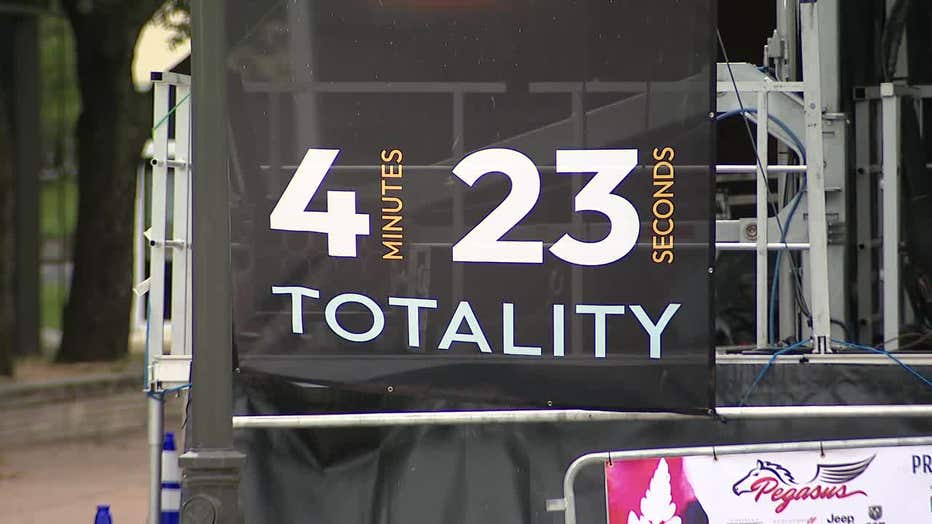 4 MINUTES 23 SECONDS
TOTALITY
PR
Pegasus
Jeep